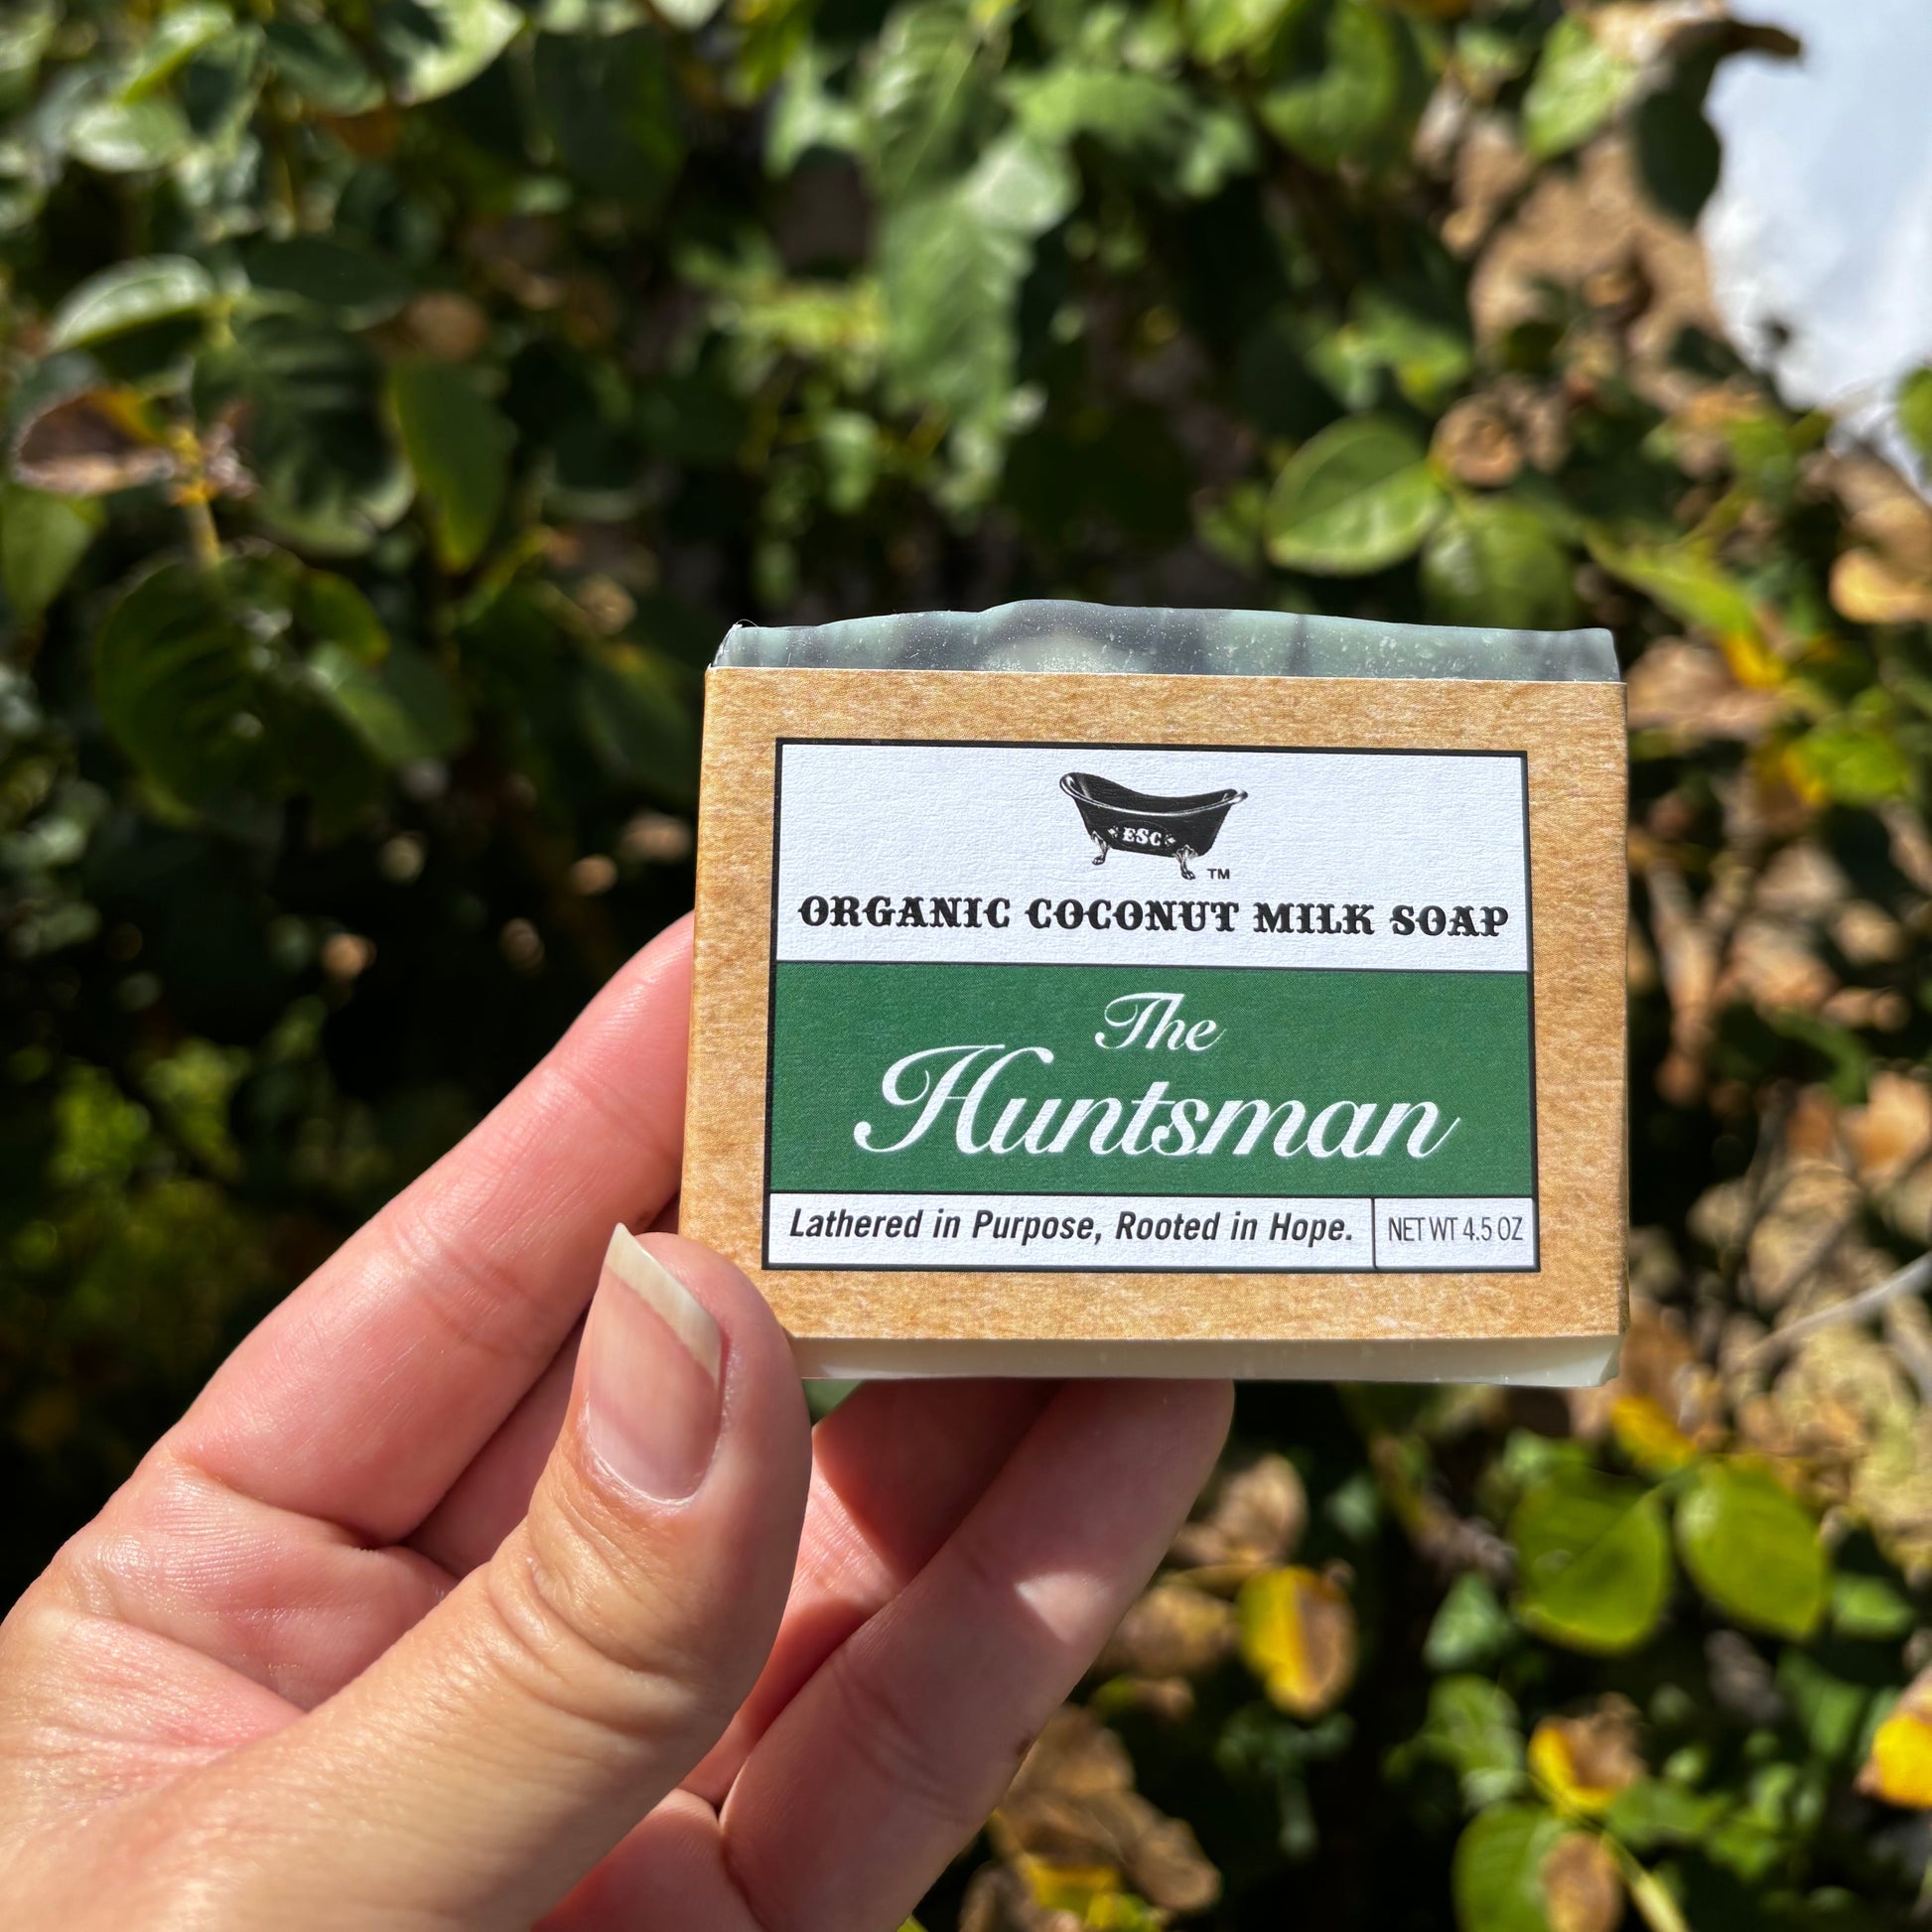 ESC
TM
ORGANIC COCONUT MILK SOAP
The
Huntsman
Lathered in Purpose, Rooted in Hope.
NET WT 4.5 OZ